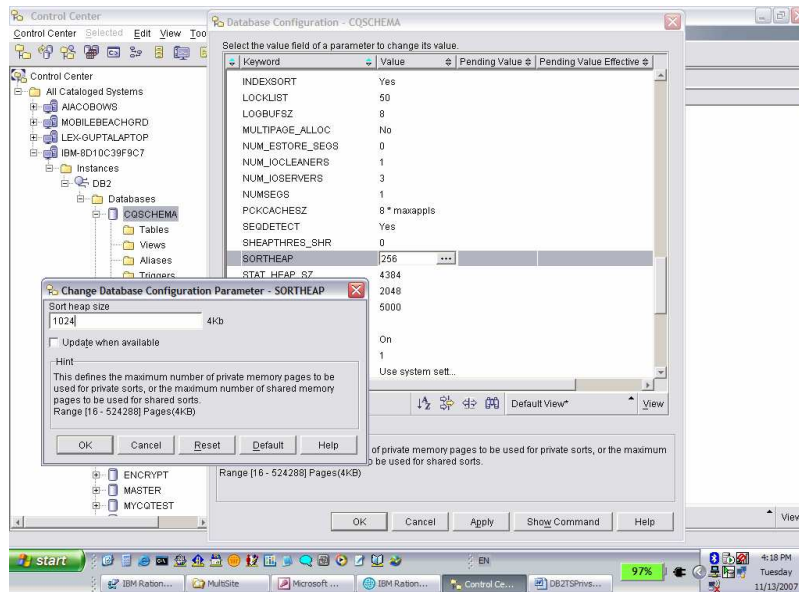 Control Center
Control Center Selected Edit View Too
Control Center
All Cataloged Systems
AIACOBOWS
MOBILEBEACHGRD
LEX-GUPTALAPTOP
IBM-8D10C39F9C7
Instances
DB2
Databases
CQSCHEMA
Tables
Views
Aliases
Triggers
ENCRYPT
MASTER
MYCQTEST
Database Configuration - CQSCHEMA
Select the value field of a parameter to change its value.
Keyword Value Pending Value Pending Value Effective
INDEXSORT Yes
LOCKLIST 50
LOGBUFSZ 8
MULTIPAGE_ALLOC No
NUM_ESTORE_SEGS 0
NUM_IOCLEANERS 1
NUM_IOSERVERS 3
NUMSEGS 1
PCKCACHESZ 8 * maxappls
SEQDETECT Yes
SHEAPTHRES_SHR 0
SORTHEAP 256 ...
STAT_HEAP_SZ 4384
2048
5000
On
1
Use system sett...
Default View* View
of private memory pages to be used for private sorts, or the maximum
to be used for shared sorts.
Range [16 - 524288] Pages(4KB)
OK Cancel Apply Show Command Help
View
Change Database Configuration Parameter - SORTHEAP
Sort heap size
1024 4Kb
Update when available
Hint
This defines the maximum number of private memory pages to be
used for private sorts, or the maximum number of shared memory
pages to be used for shared sorts.
Range [16 - 524288] Pages(4KB)
OK Cancel Reset Default Help
start
EN
97%
4:18 PM
Tuesday
11/13/2007
IBM Ration... MultiSite Microsoft ... IBM Ration... Control Ce... DB2TSPrivs...